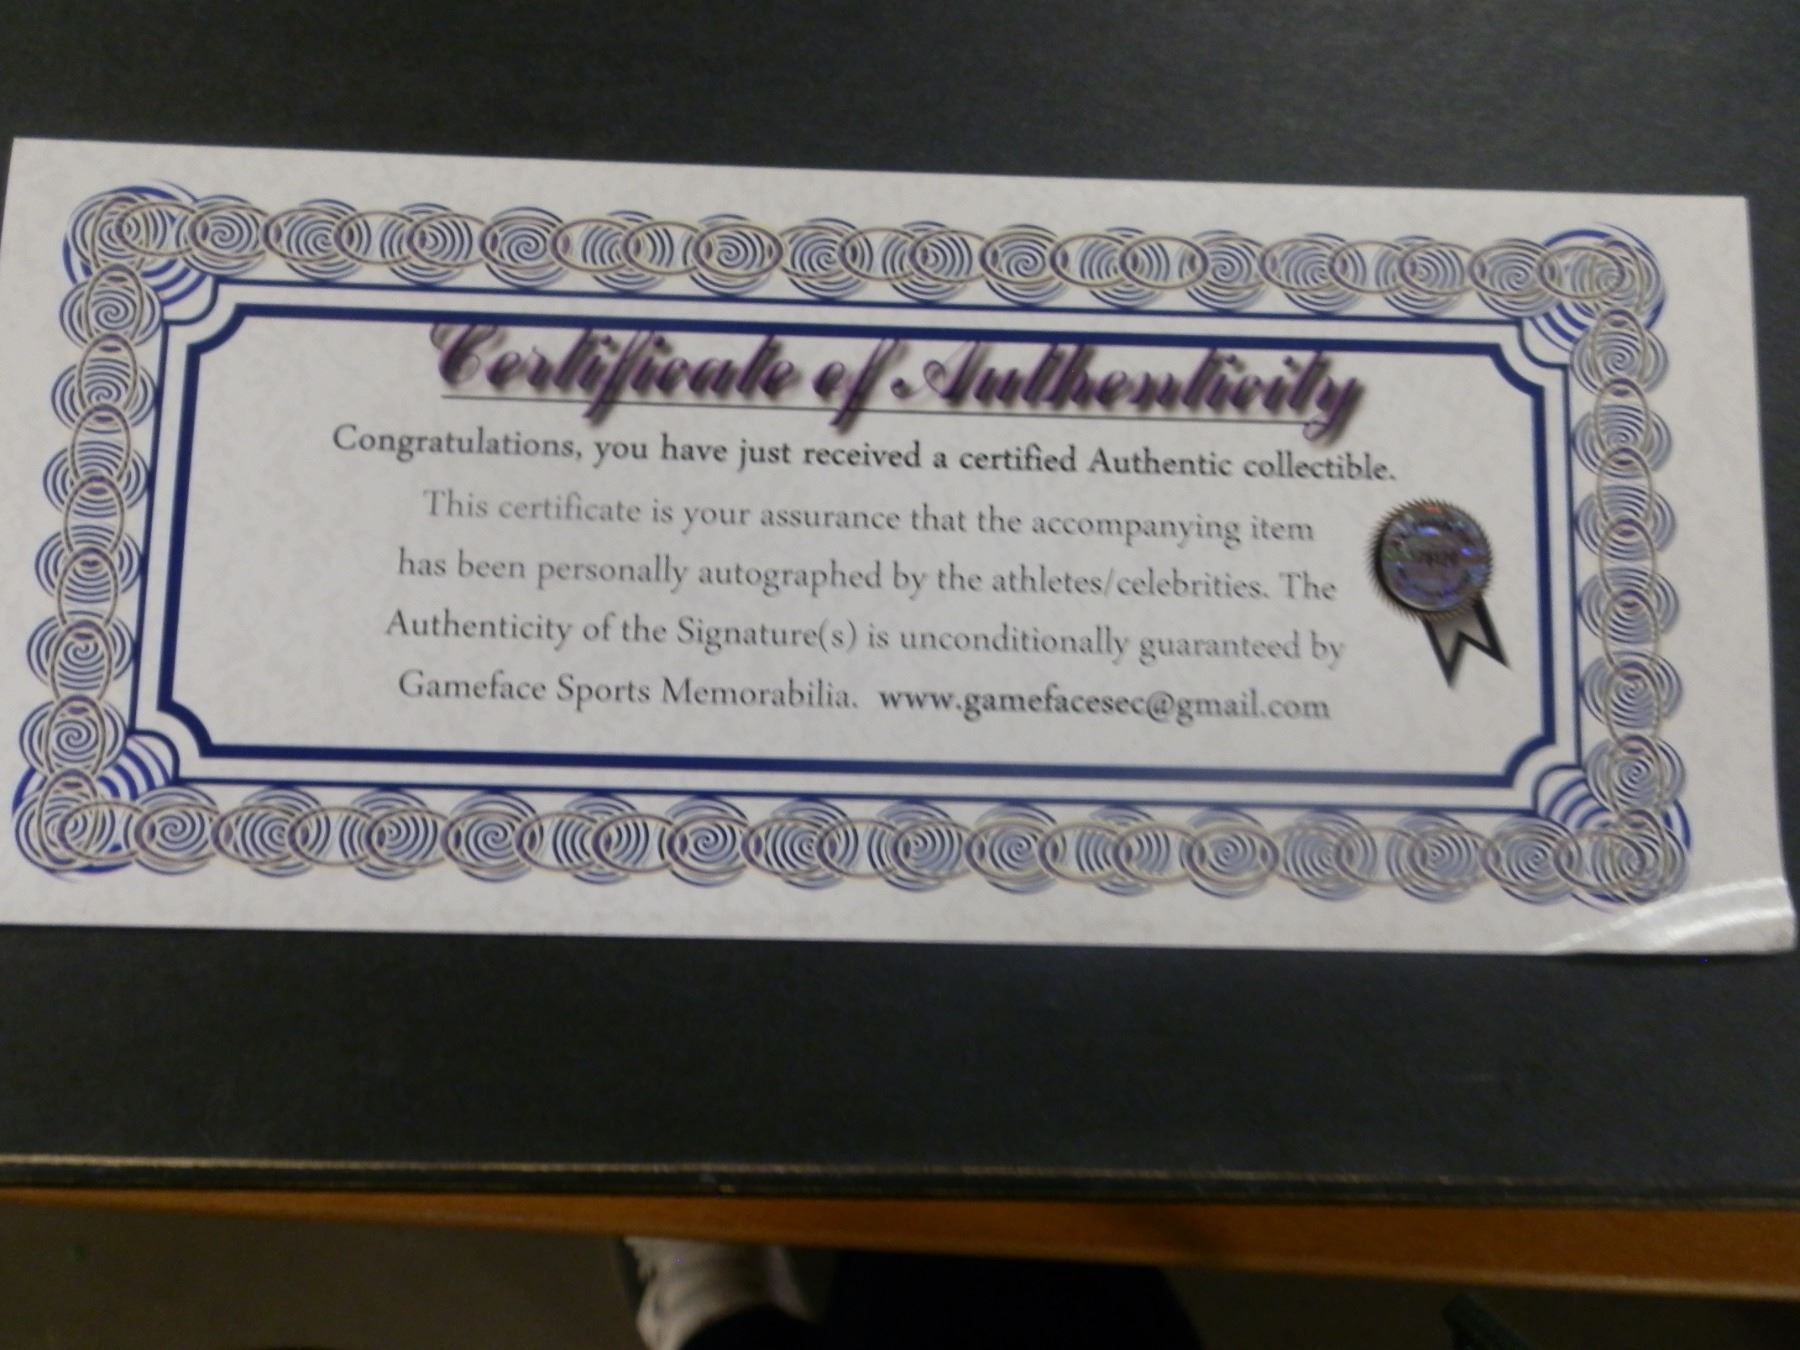 Certificate of Authenticity
Congratulations, you have just received a certified Authentic collectible.
This certificate is your assurance that the accompanying item
has been personally autographed by the athletes/celebrities. The
Authenticity of the Signature(s) is unconditionally guaranteed by
Gameface Sports Memorabilia. www.gamefacesec@gmail.com